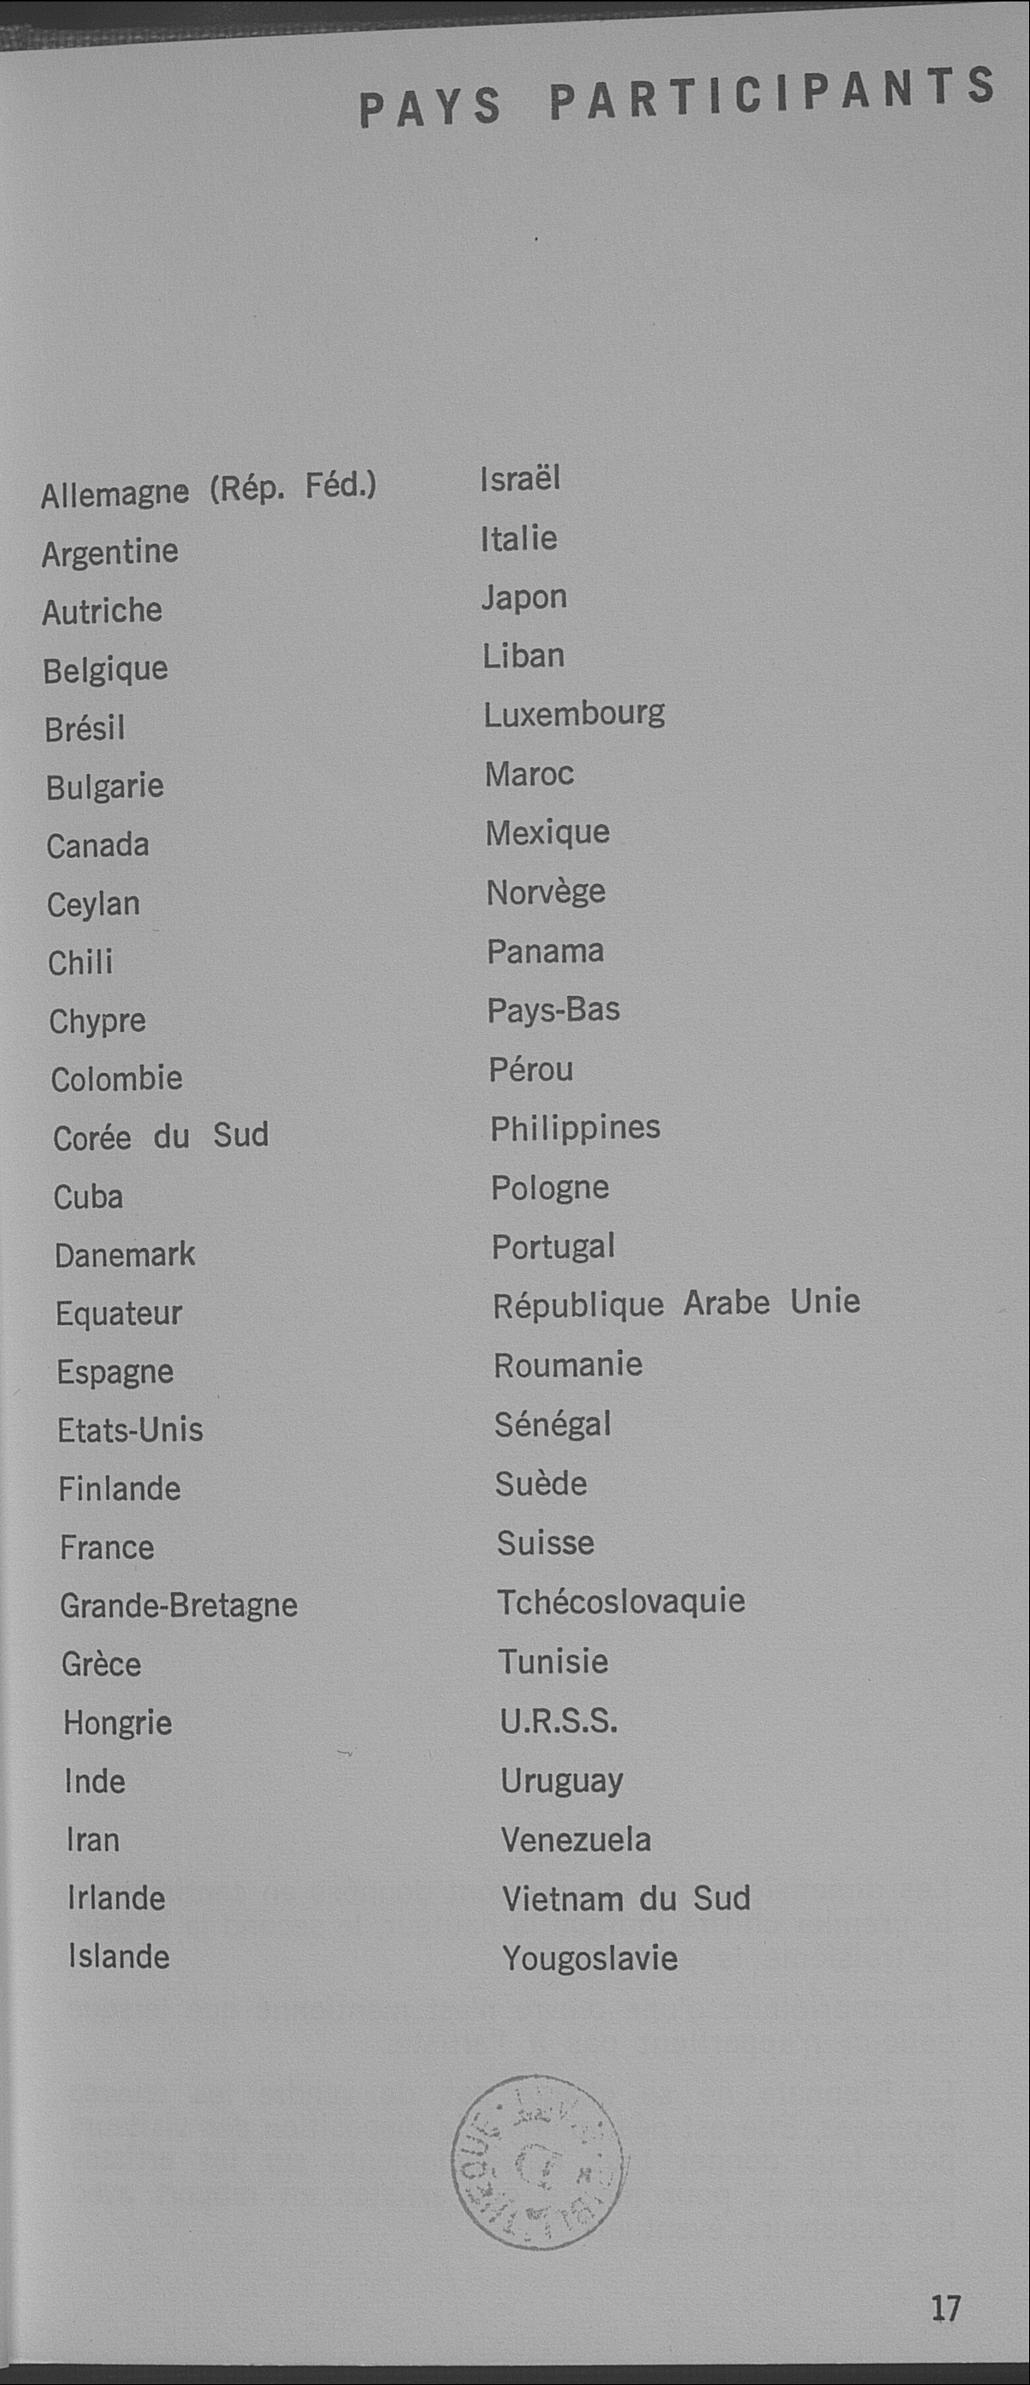 PAYS PARTICIPANTS
Allemagne (Rép. Féd.)
Argentine
Autriche
Belgique
Brésil
Bulgarie
Canada
Ceylan
Chili
Chypre
Colombie
Corée du Sud
Cuba
Danemark
Equateur
Espagne
Etats-Unis
Finlande
France
Grande-Bretagne
Grèce
Hongrie
Inde
Iran
Irlande
Islande
Israël
Italie
Japon
Liban
Luxembourg
Maroc
Mexique
Norvège
Panama
Pays-Bas
Pérou
Philippines
Pologne
Portugal
République Arabe Unie
Roumanie
Sénégal
Suède
Suisse
Tchécoslovaquie
Tunisie
U.R.S.S.
Uruguay
Venezuela
Vietnam du Sud
Yougoslavie
17